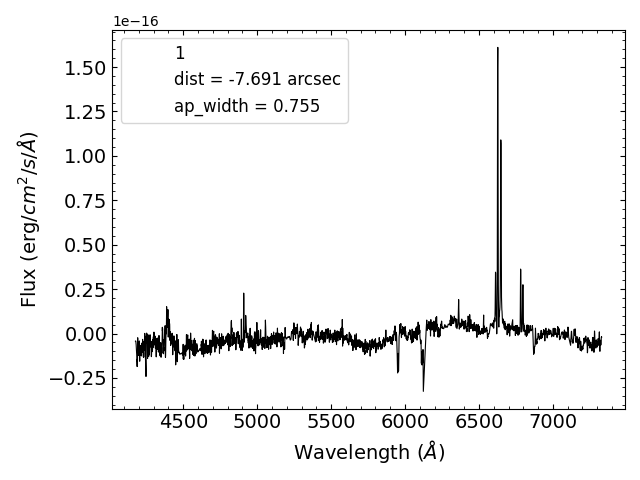 1e−16
1
dist = -7.691 arcsec
ap_width = 0.755
1.50
1.25
1.00
0.75
0.50
0.25
0.00
−0.25
Flux (erg/cm²/s/Å)
4500 5000 5500 6000 6500 7000
Wavelength (Å)